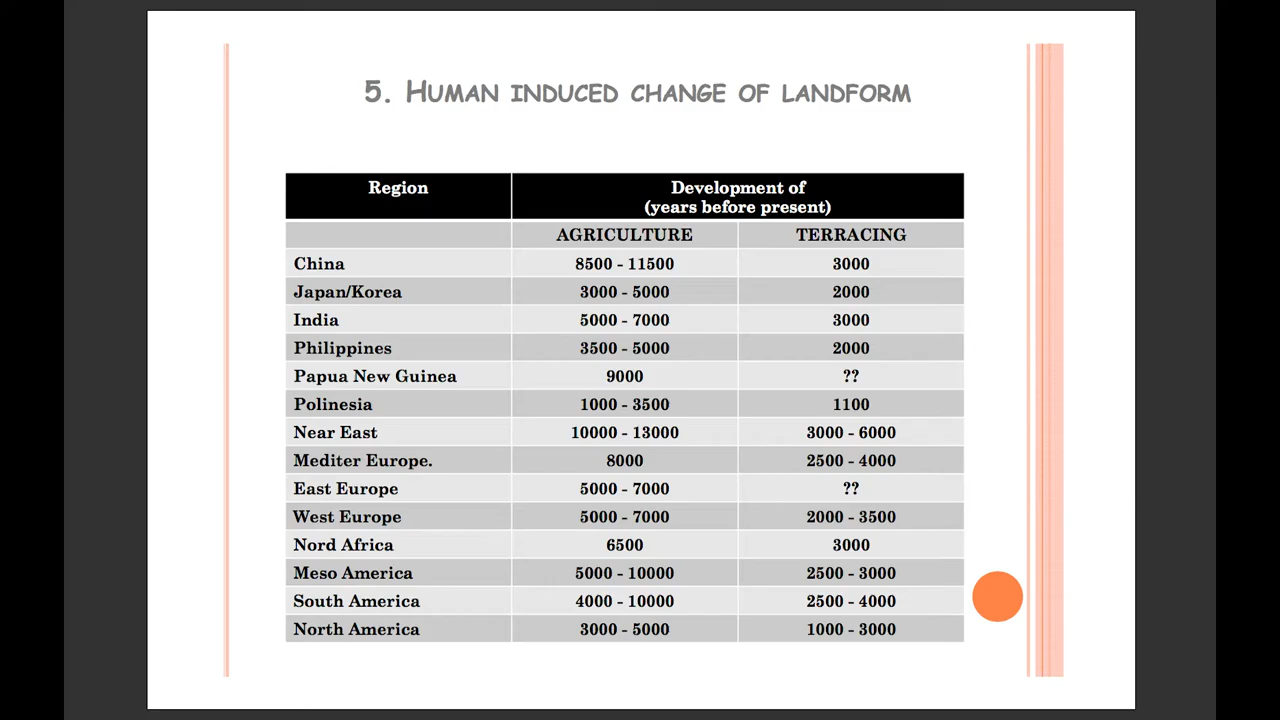 5. Human induced change of landform
Region Development of
(years before present)
AGRICULTURE TERRACING
China 8500 - 11500 3000
Japan/Korea 3000 - 5000 2000
India 5000 - 7000 3000
Philippines 3500 - 5000 2000
Papua New Guinea 9000 ??
Polinesia 1000 - 3500 1100
Near East 10000 - 13000 3000 - 6000
Mediter Europe. 8000 2500 - 4000
East Europe 5000 - 7000 ??
West Europe 5000 - 7000 2000 - 3500
Nord Africa 6500 3000
Meso America 5000 - 10000 2500 - 3000
South America 4000 - 10000 2500 - 4000
North America 3000 - 5000 1000 - 3000